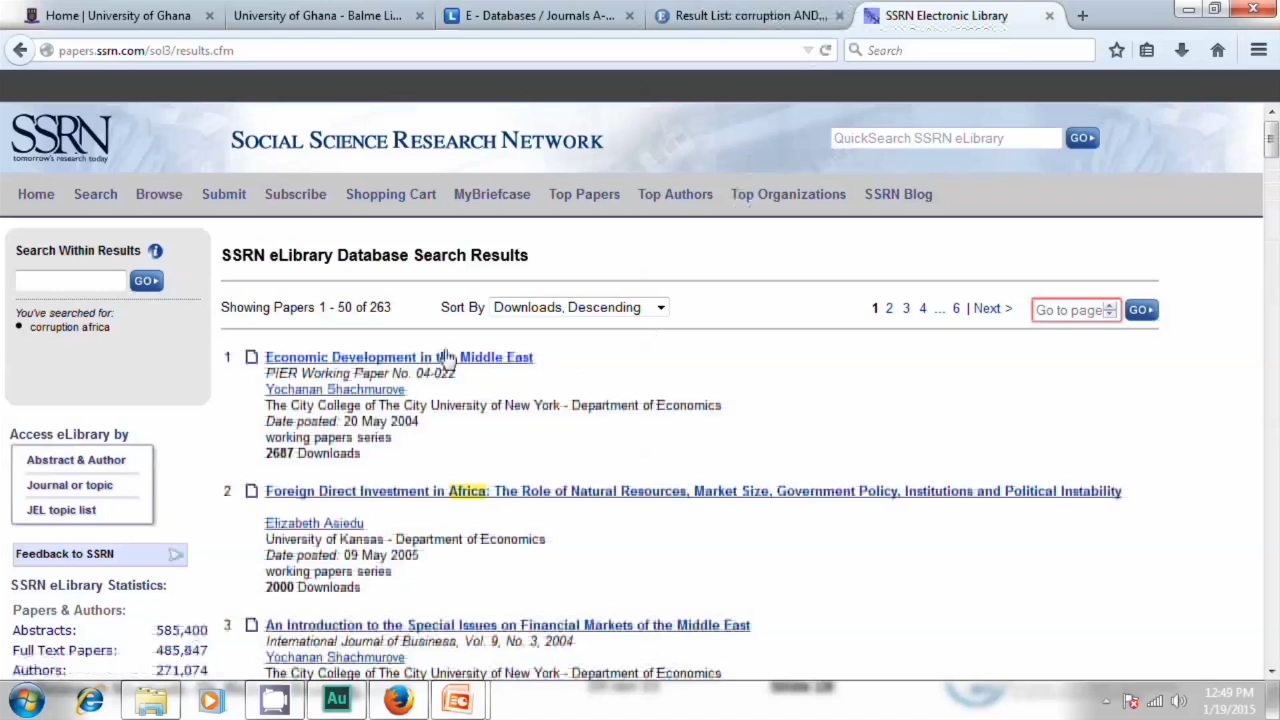 Home | University of Ghana
University of Ghana - Balme Li...
E - Databases / Journals A-...
Result List: corruption AND...
SSRN Electronic Library
papers.ssrn.com/sol3/results.cfm
Search
SSRN
tomorrow's research today
SOCIAL SCIENCE RESEARCH NETWORK
QuickSearch SSRN eLibrary
GO
Home Search Browse Submit Subscribe Shopping Cart MyBriefcase Top Papers Top Authors Top Organizations SSRN Blog
Search Within Results
GO
You've searched for:
corruption africa
Access eLibrary by
Abstract & Author
Journal or topic
JEL topic list
Feedback to SSRN
SSRN eLibrary Statistics:
Papers & Authors:
Abstracts: 585,400
Full Text Papers: 485,847
Authors: 271,074
SSRN eLibrary Database Search Results
Showing Papers 1 - 50 of 263 Sort By Downloads, Descending 1 2 3 4 ... 6 | Next > Go to page GO
1 Economic Development in the Middle East
PIER Working Paper No. 04-022
Yochanan Shachmurove
The City College of The City University of New York - Department of Economics
Date posted: 20 May 2004
working papers series
2687 Downloads
2 Foreign Direct Investment in Africa: The Role of Natural Resources, Market Size, Government Policy, Institutions and Political Instability
Elizabeth Asiedu
University of Kansas - Department of Economics
Date posted: 09 May 2005
working papers series
2000 Downloads
3 An Introduction to the Special Issues on Financial Markets of the Middle East
International Journal of Business, Vol. 9, No. 3, 2004
Yochanan Shachmurove
The City College of The City University of New York - Department of Economics
Au
12:49 PM
1/19/2015